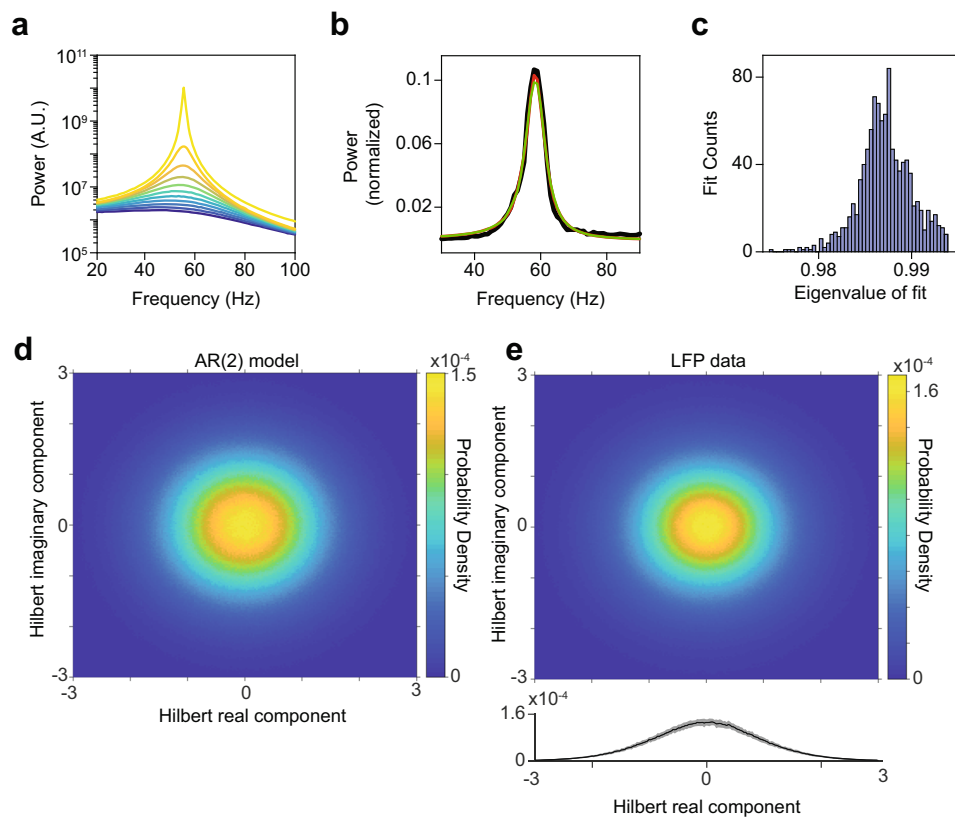 a
10^11
10^9
10^7
10^5
Power (A.U.)
20 40 60 80 100
Frequency (Hz)
b
0.1
0.06
0.02
Power
(normalized)
40 60 80
Frequency (Hz)
c
80
40
0
Fit Counts
0.98 0.99
Eigenvalue of fit
d
AR(2) model
x10^-4
3
0
-3
Hilbert imaginary component
-3 0 3
Hilbert real component
1.5
0
Probability Density
e
LFP data
x10^-4
3
0
-3
Hilbert imaginary component
1.6
0
Probability Density
x10^-4
1.6
0
-3 0 3
Hilbert real component